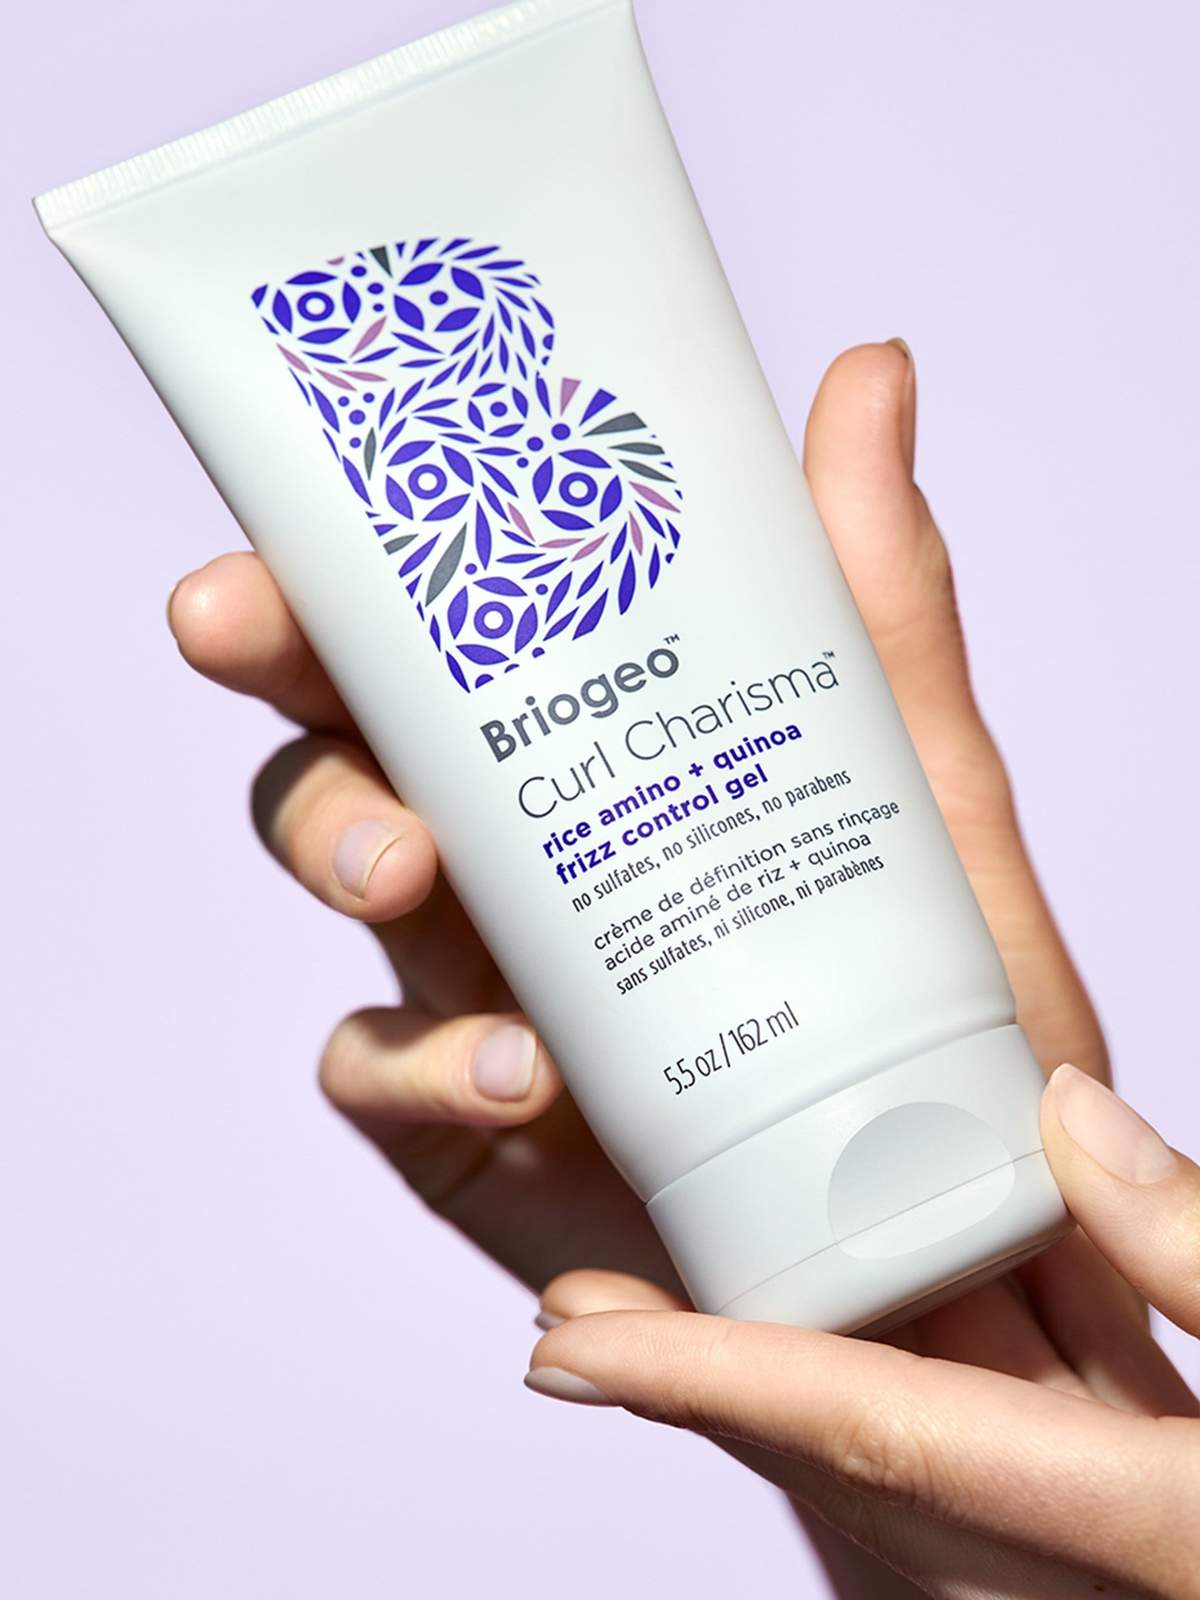 Briogeo™
Curl Charisma™
rice amino + quinoa
frizz control gel
no sulfates, no silicones, no parabens
crème de définition sans rinçage
acide aminé de riz + quinoa
sans sulfates, ni silicone, ni parabènes
5.5 oz / 162 ml